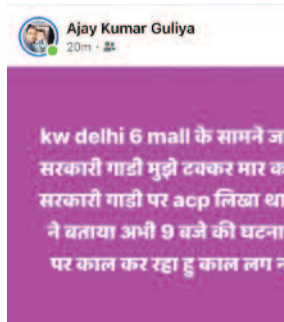 Ajay Kumar Guliya
20m ·
kw delhi 6 mall के सामने
सरकारी गाडी मुझे टक्कर मार
सरकारी गाडी पर acp लिखा था
ने बताया अभी 9 बजे की घटना
पर काल कर रहा हु काल लग